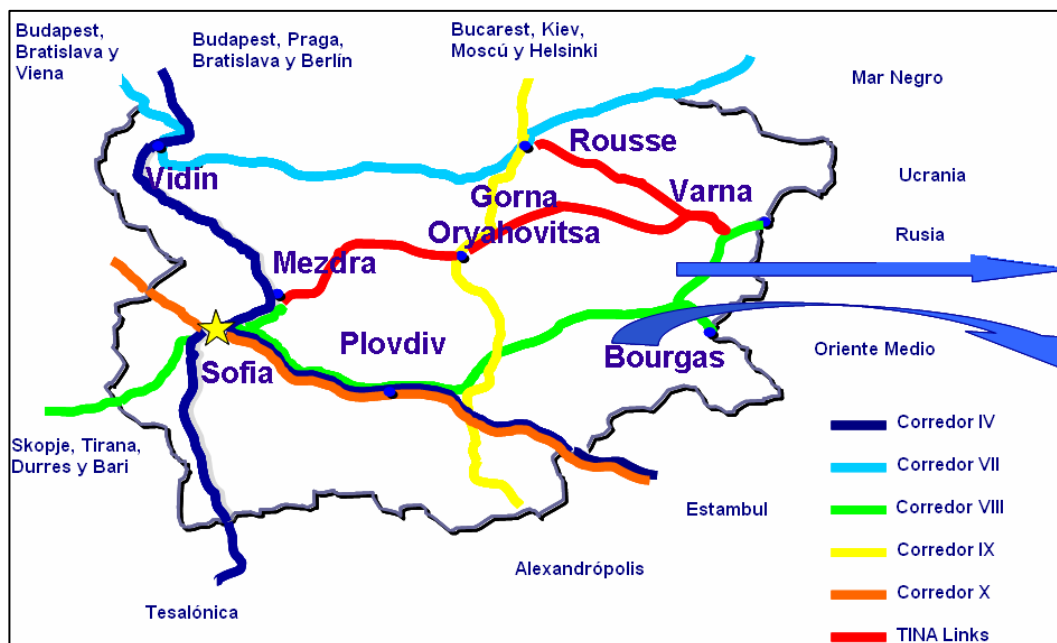 Budapest,
Bratislava y
Viena
Budapest, Praga,
Bratislava y Berlín
Bucarest, Kiev,
Moscú y Helsinki
Mar Negro
Rousse
Vidín
Gorna
Varna
Ucrania
Oryahovitsa
Rusia
Mezdra
Plovdiv
Sofia
Bourgas
Oriente Medio
Skopje, Tirana,
Durres y Bari
Estambul
Alexandrópolis
Tesalónica
Corredor IV
Corredor VII
Corredor VIII
Corredor IX
Corredor X
TINA Links